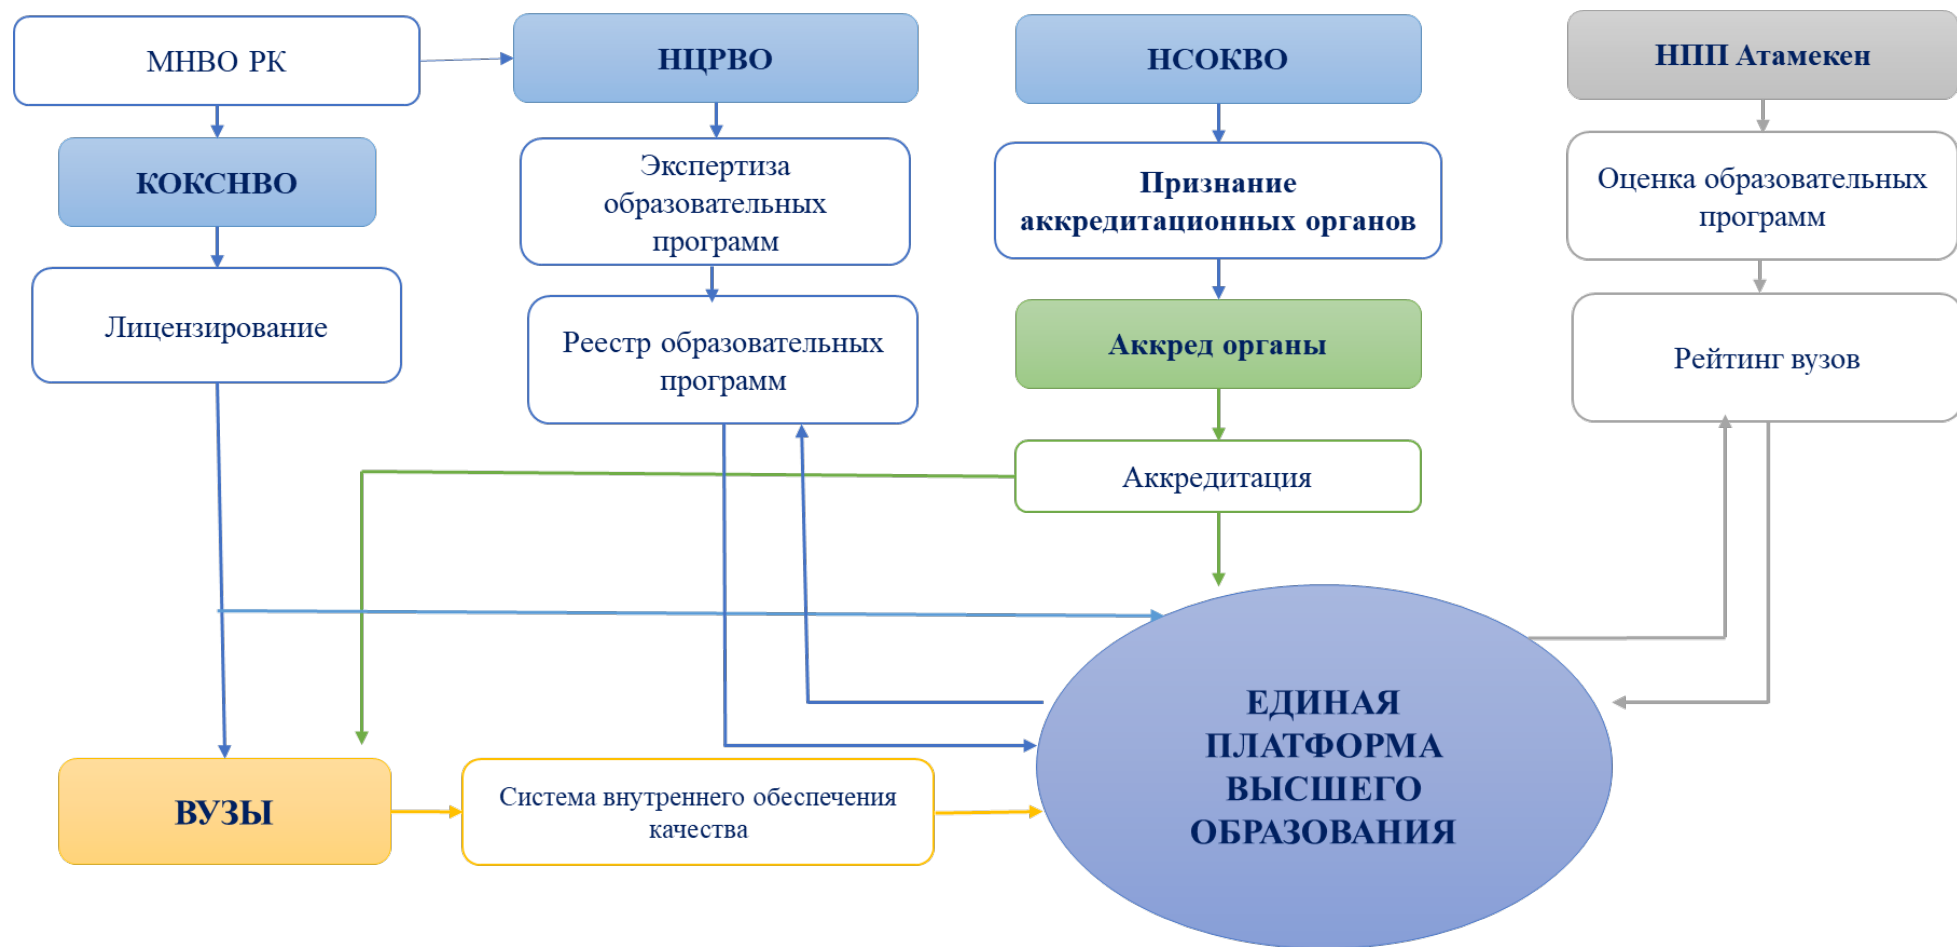 МНВО РК
НЦРВО
НСОКВО
НПП Атамекен
КОКСНВО
Экспертиза
образовательных
программ
Признание
аккредитационных органов
Оценка образовательных
программ
Лицензирование
Реестр образовательных
программ
Аккред органы
Рейтинг вузов
Аккредитация
ВУЗЫ
Система внутреннего обеспечения
качества
ЕДИНАЯ
ПЛАТФОРМА
ВЫСШЕГО
ОБРАЗОВАНИЯ